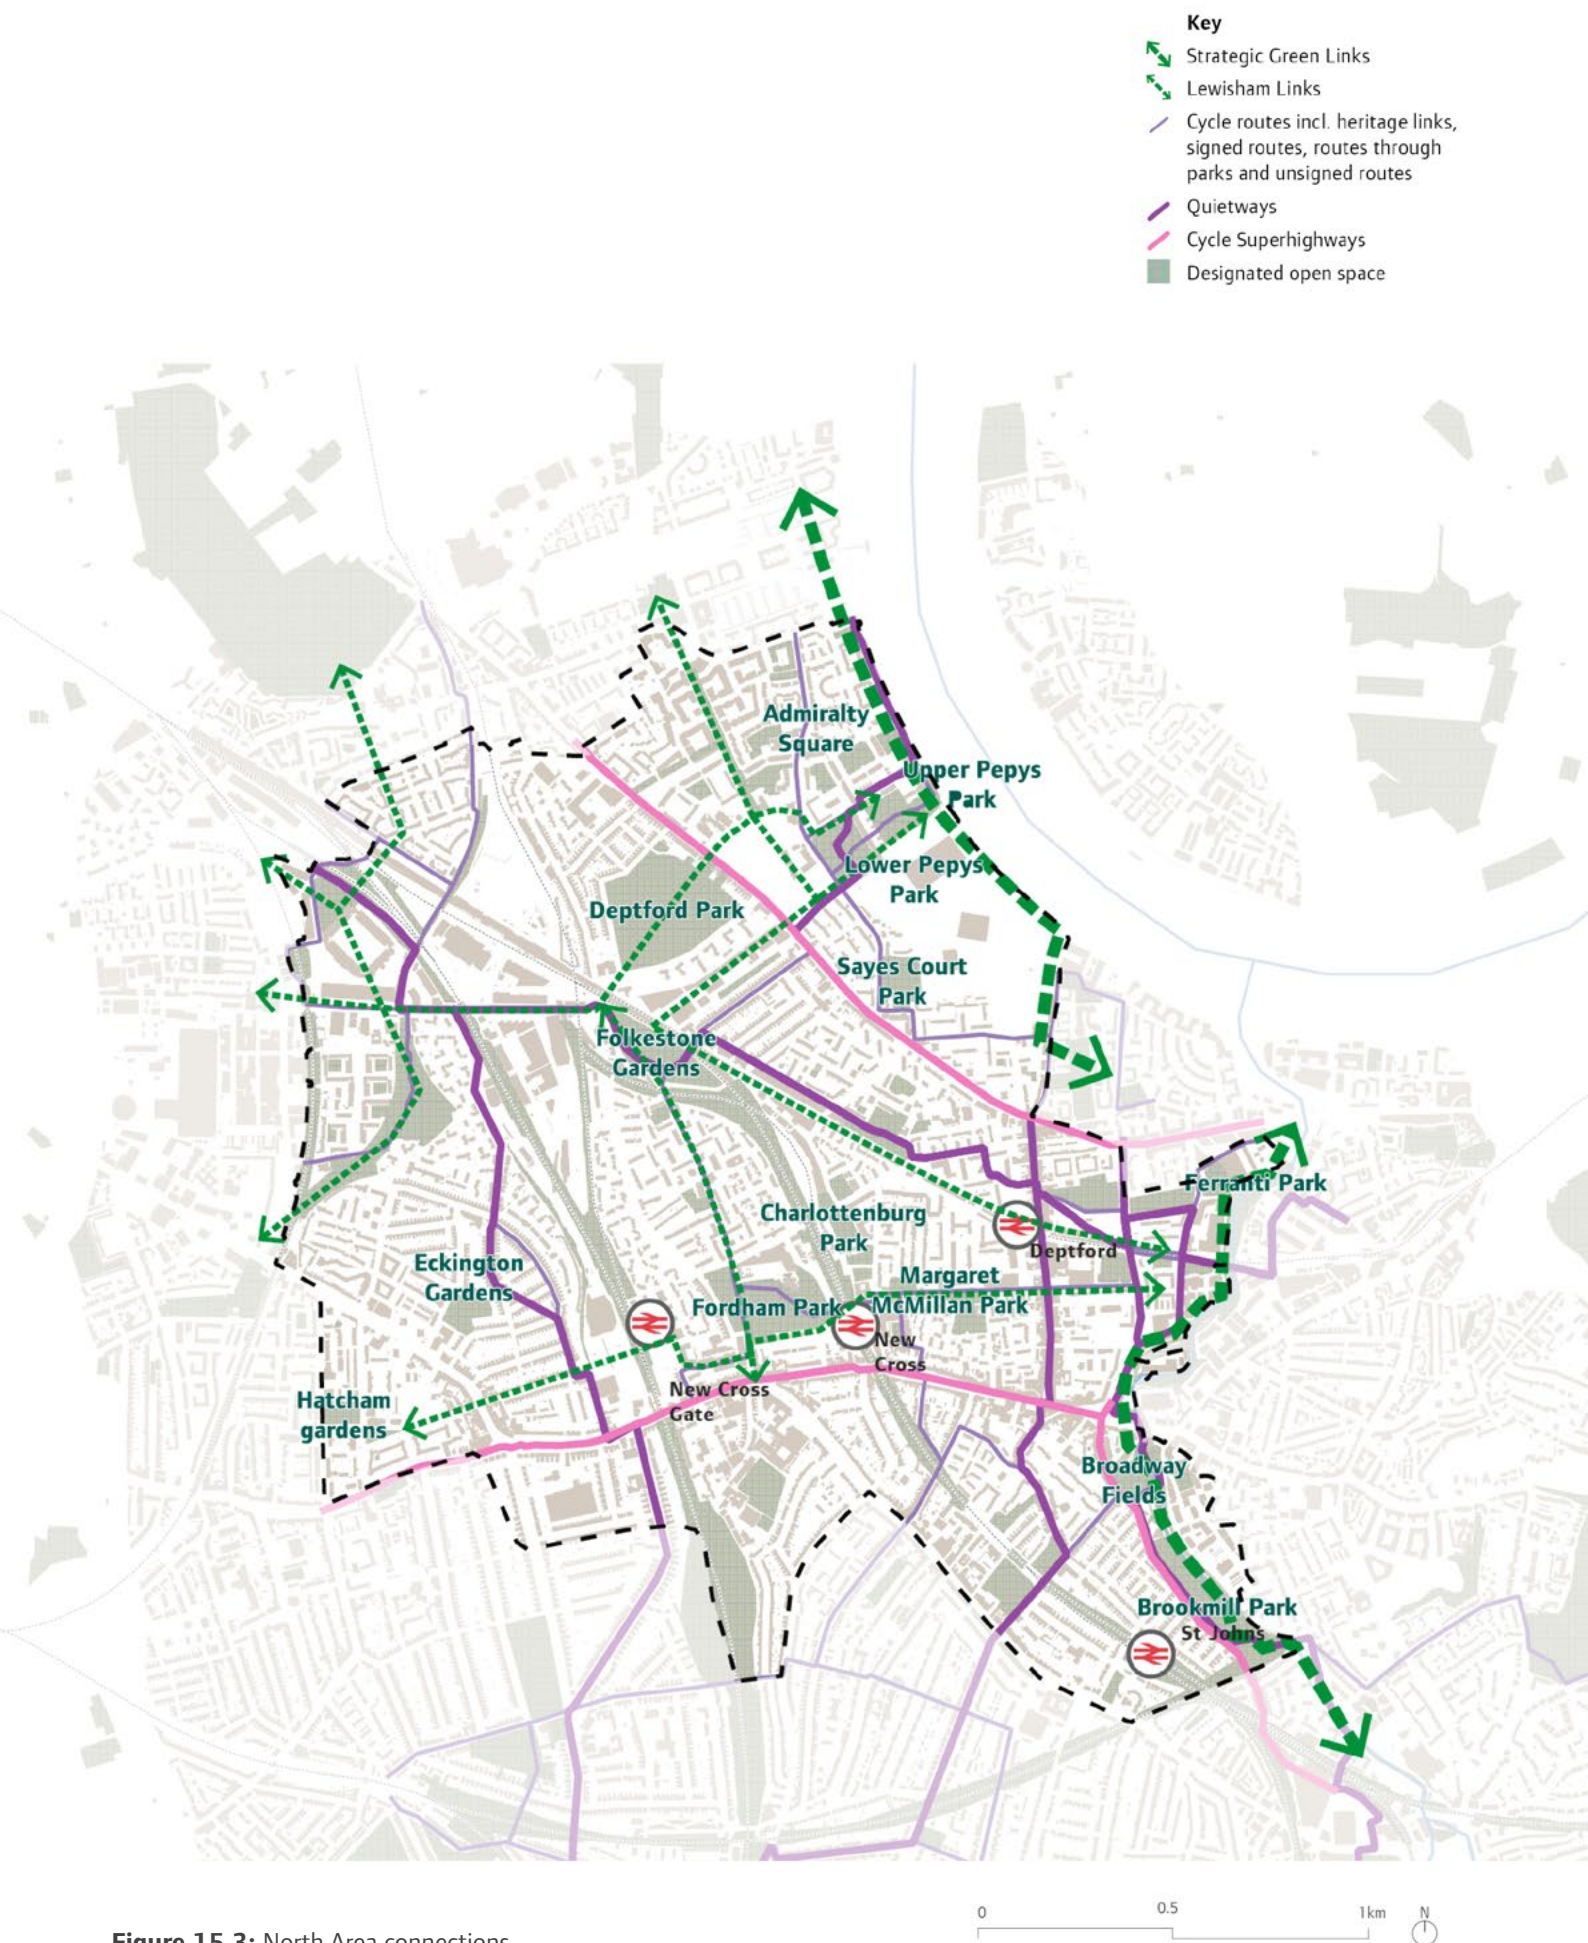 Key
Strategic Green Links
Lewisham Links
Cycle routes incl. heritage links,
signed routes, routes through
parks and unsigned routes
Quietways
Cycle Superhighways
Designated open space
Admiralty
Square
Upper Pepys
Park
Lower Pepys
Park
Deptford Park
Sayes Court
Park
Folkestone
Gardens
Ferranti Park
Charlottenburg
Park
Deptford
Eckington
Gardens
Margaret
McMillan Park
Fordham Park
New
Cross
New Cross
Gate
Hatcham
gardens
Broadway
Fields
Brookmill Park
St Johns
0
0.5
1km
N
Figure 15.3: North Area connections